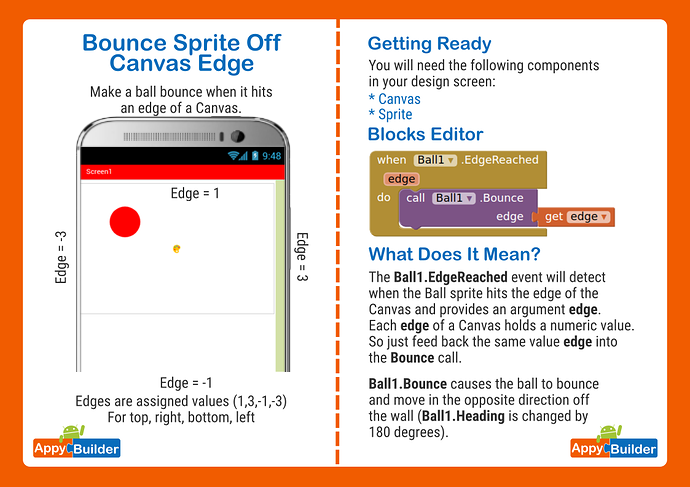 Bounce Sprite Off
Canvas Edge
Make a ball bounce when it hits
an edge of a Canvas.
9:48
Screen1
Edge = 1
Edge = -3
Edge = 3
Edge = -1
Edges are assigned values (1,3,-1,-3)
For top, right, bottom, left
Appy Builder
Getting Ready
You will need the following components
in your design screen:
* Canvas
* Sprite
Blocks Editor
when Ball1 .EdgeReached
edge
do call Ball1 .Bounce
edge get edge
What Does It Mean?
The Ball1.EdgeReached event will detect
when the Ball sprite hits the edge of the
Canvas and provides an argument edge.
Each edge of a Canvas holds a numeric value.
So just feed back the same value edge into
the Bounce call.
Ball1.Bounce causes the ball to bounce
and move in the opposite direction off
the wall (Ball1.Heading is changed by
180 degrees).
Appy Builder